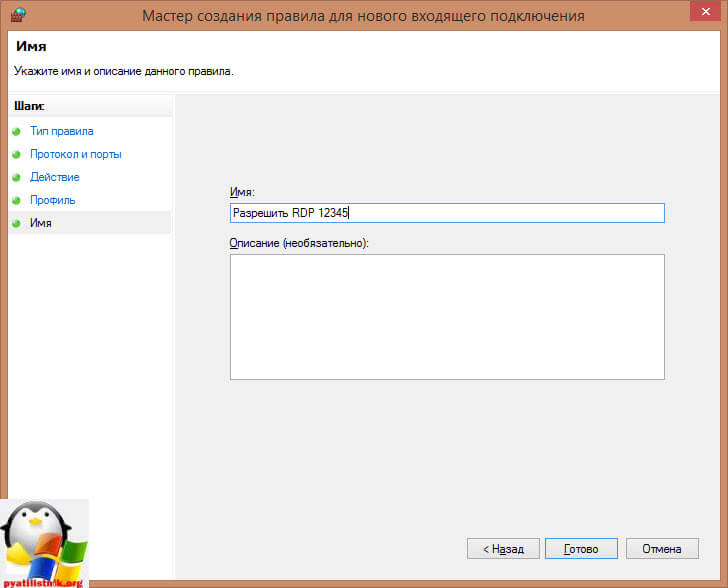 Мастер создания правила для нового входящего подключения
Имя
Укажите имя и описание данного правила.
Шаги:
Тип правила
Протокол и порты
Действие
Профиль
Имя
Имя:
Разрешить RDP 12345
Описание (необязательно):
< Назад
Готово
Отмена
pyatilistnik.org